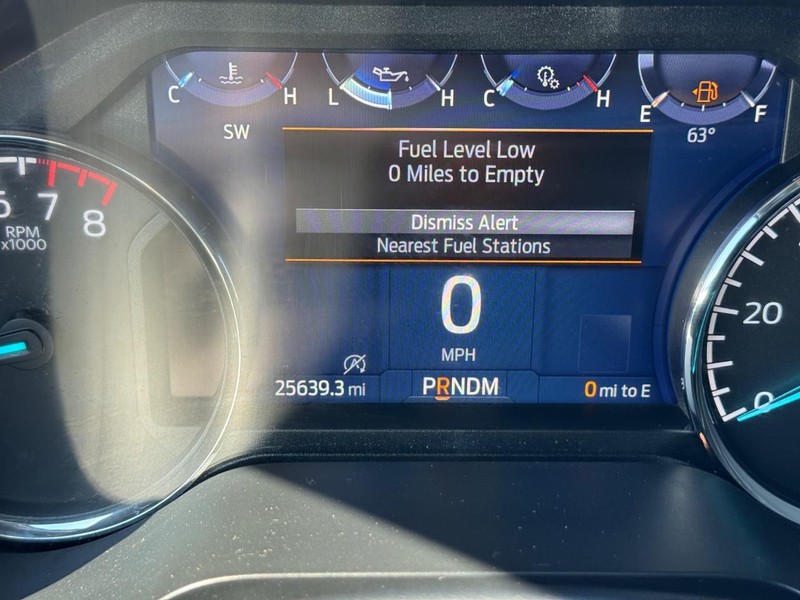 C H L H C H E F
SW
63°
Fuel Level Low
0 Miles to Empty
Dismiss Alert
Nearest Fuel Stations
6 7 8
RPM
x1000
0
MPH
20
0
25639.3 mi
PRNDM
0 mi to E